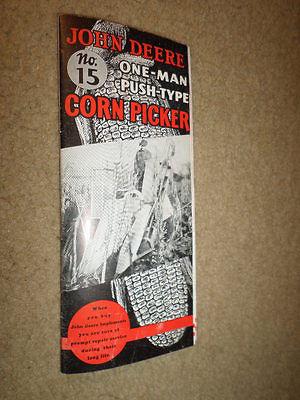 JOHN DEERE
No.
15
ONE-MAN
PUSH-TYPE
CORN PICKER
When
you buy
John Deere Implements
you are sure of
prompt repair service
during their
long life.